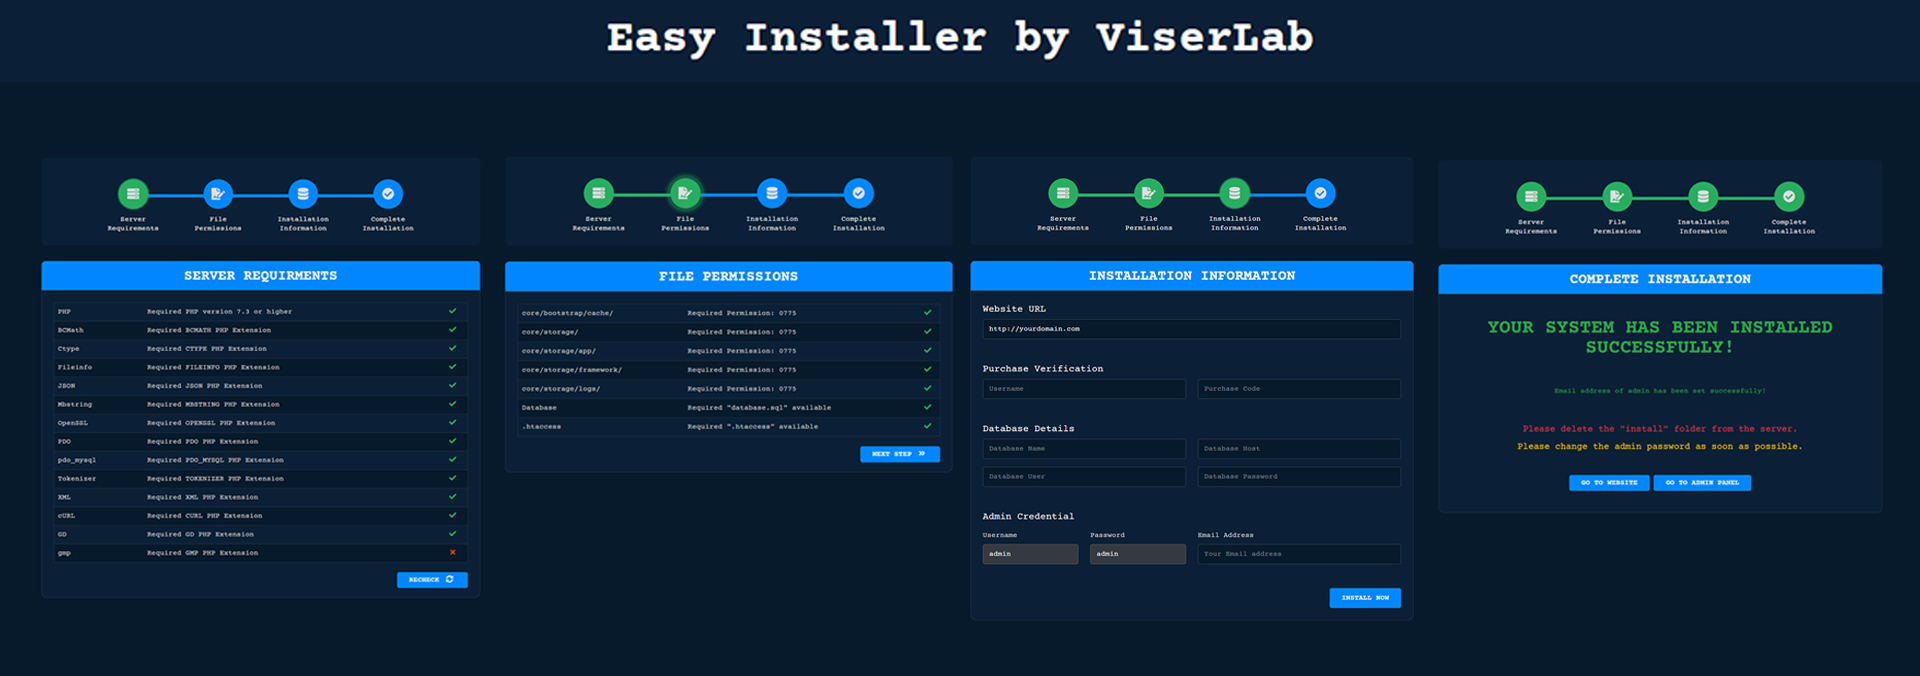 Easy Installer by ViserLab
Server
Requirements
File
Permissions
Installation
Information
Complete
Installation
SERVER REQUIRMENTS
PHP Required PHP version 7.3 or higher
BCMath Required BCMATH PHP Extension
Ctype Required CTYPE PHP Extension
Fileinfo Required FILEINFO PHP Extension
JSON Required JSON PHP Extension
Mbstring Required MBSTRING PHP Extension
OpenSSL Required OPENSSL PHP Extension
PDO Required PDO PHP Extension
pdo_mysql Required PDO_MYSQL PHP Extension
Tokenizer Required TOKENIZER PHP Extension
XML Required XML PHP Extension
cURL Required CURL PHP Extension
GD Required GD PHP Extension
gmp Required GMP PHP Extension
RECHECK
Server
Requirements
File
Permissions
Installation
Information
Complete
Installation
FILE PERMISSIONS
core/bootstrap/cache/ Required Permission: 0775
core/storage/ Required Permission: 0775
core/storage/app/ Required Permission: 0775
core/storage/framework/ Required Permission: 0775
core/storage/logs/ Required Permission: 0775
Database Required "database.sql" available
.htaccess Required ".htaccess" available
NEXT STEP
Server
Requirements
File
Permissions
Installation
Information
Complete
Installation
INSTALLATION INFORMATION
Website URL
http://yourdomain.com
Purchase Verification
Username Purchase Code
Database Details
Database Name Database Host
Database User Database Password
Admin Credential
Username Password Email Address
admin admin Your Email address
INSTALL NOW
Server
Requirements
File
Permissions
Installation
Information
Complete
Installation
COMPLETE INSTALLATION
YOUR SYSTEM HAS BEEN INSTALLED
SUCCESSFULLY!
Email address of admin has been set successfully!
Please delete the "install" folder from the server.
Please change the admin password as soon as possible.
GO TO WEBSITE GO TO ADMIN PANEL